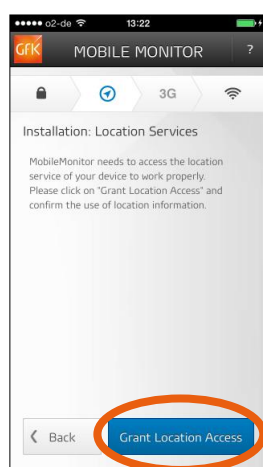 o2-de 13:22
GfK MOBILE MONITOR ?
3G
Installation: Location Services
MobileMonitor needs to access the location
service of your device to work properly.
Please click on "Grant Location Access" and
confirm the use of location information.
Back Grant Location Access